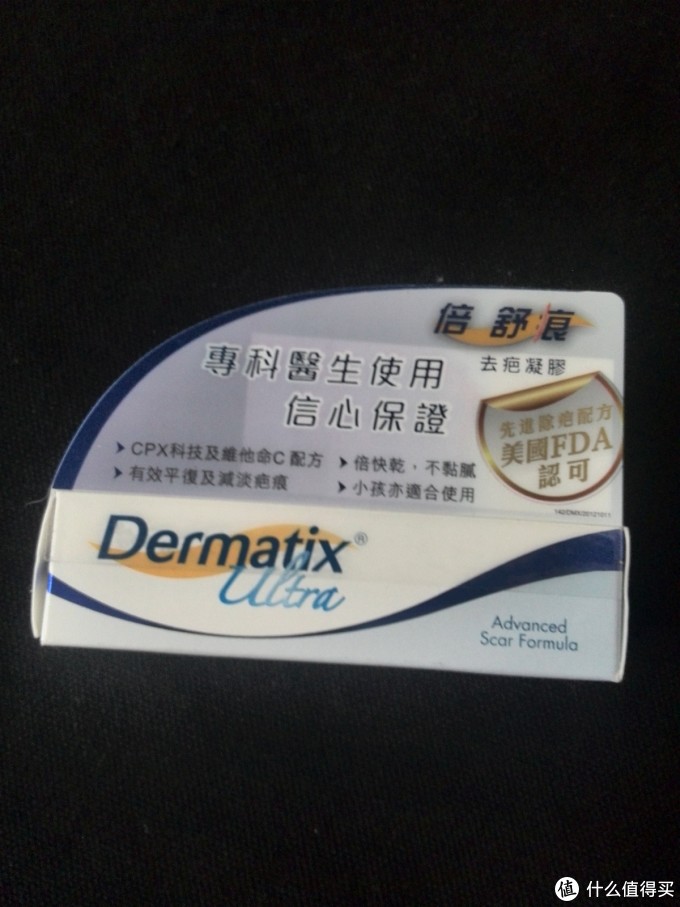 倍舒痕
去疤凝膠
專科醫生使用
信心保證
先進除疤配方
美國FDA
認可
CPX科技及維他命C配方
有效平復及減淡疤痕
倍快乾，不黏膩
小孩亦適合使用
142/DMX/20121011
Dermatix®
Ultra
Advanced
Scar Formula
值 什么值得买